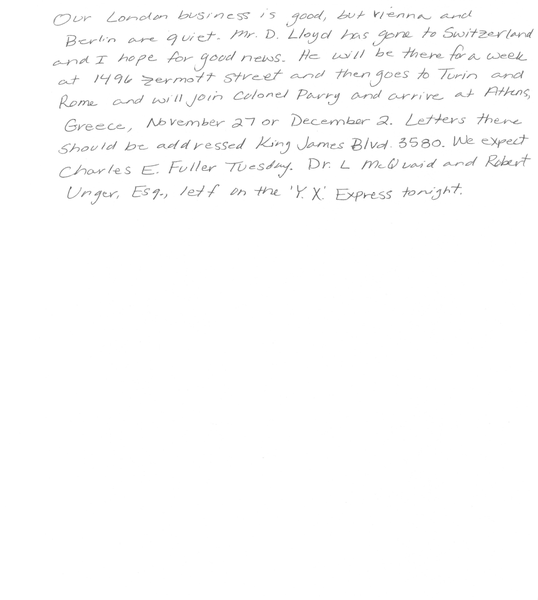 Our London business is good, but Vienna and
Berlin are quiet. Mr. D. Lloyd has gone to Switzerland
and I hope for good news. He will be there for a week
at 1496 Zermott Street and then goes to Turin and
Rome and will join Colonel Parry and arrive at Athens,
Greece, November 27 or December 2. Letters there
should be addressed King James Blvd. 3580. We expect
Charles E. Fuller Tuesday. Dr. L McQuaid and Robert
Unger, Esq., letf on the 'Y. X.' Express tonight.